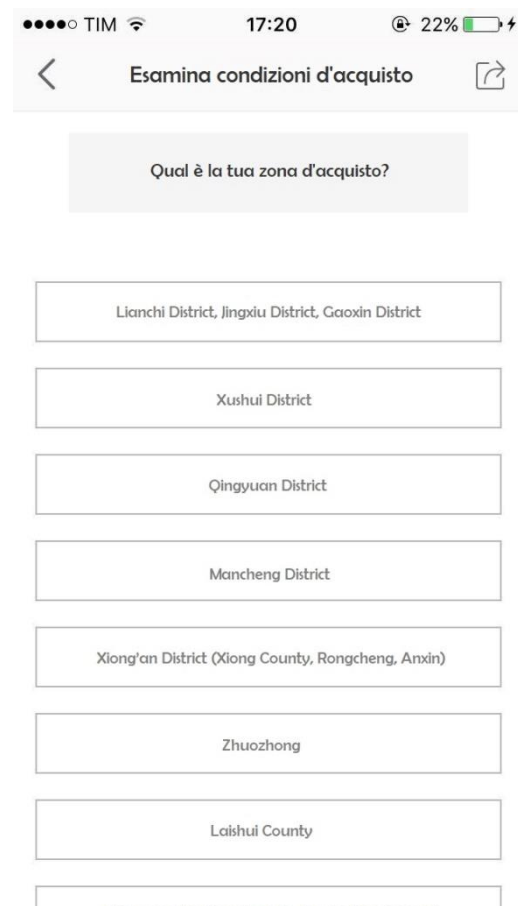 TIM 17:20 22%
Esamina condizioni d'acquisto
Qual è la tua zona d'acquisto?
Lianchi District, Jingxiu District, Gaoxin District
Xushui District
Qingyuan District
Mancheng District
Xiong'an District (Xiong County, Rongcheng, Anxin)
Zhuozhong
Laishui County